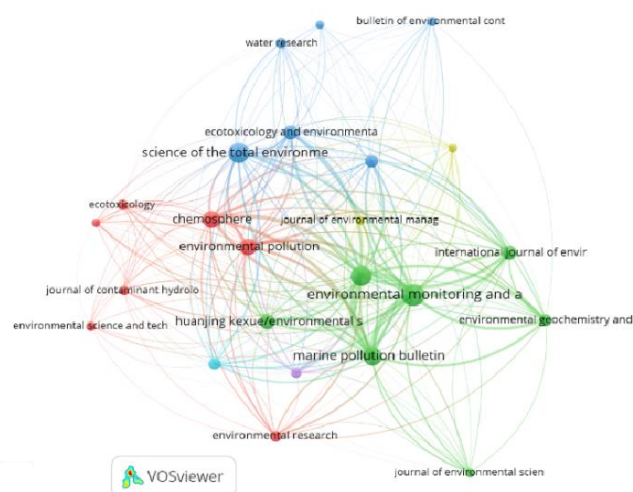 bulletin of environmental cont
water research
ecotoxicology and environmenta
science of the total environme
ecotoxicology
chemosphere
journal of environmental manag
environmental pollution
international journal of envir
journal of contaminant hydrolo
environmental monitoring and a
environmental science and tech
huanjing kexue/environmental s
environmental geochemistry and
marine pollution bulletin
environmental research
journal of environmental scien
VOSviewer